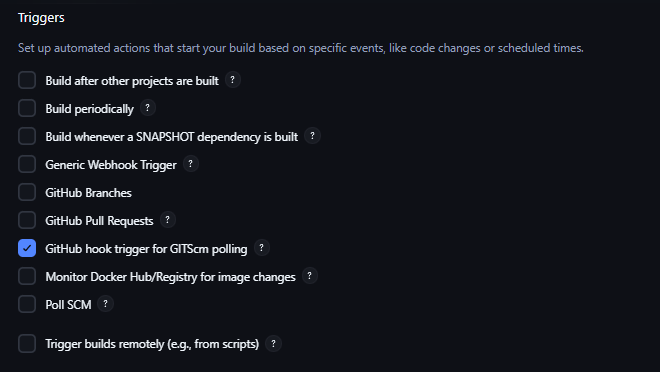 Triggers
Set up automated actions that start your build based on specific events, like code changes or scheduled times.
Build after other projects are built ?
Build periodically ?
Build whenever a SNAPSHOT dependency is built ?
Generic Webhook Trigger ?
GitHub Branches
GitHub Pull Requests ?
GitHub hook trigger for GITScm polling ?
Monitor Docker Hub/Registry for image changes ?
Poll SCM ?
Trigger builds remotely (e.g., from scripts) ?